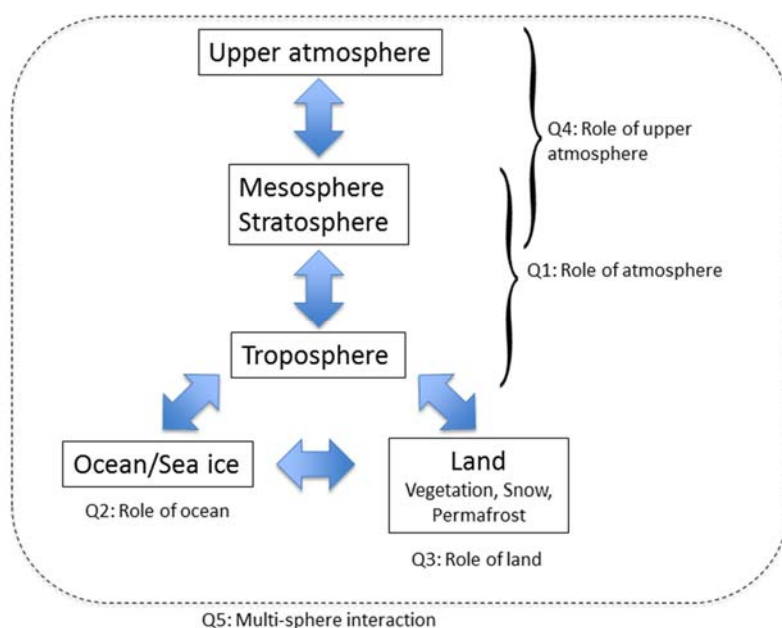 Upper atmosphere
Q4: Role of upper
atmosphere
Mesosphere
Stratosphere
Q1: Role of atmosphere
Troposphere
Ocean/Sea ice
Q2: Role of ocean
Land
Vegetation, Snow,
Permafrost
Q3: Role of land
Q5: Multi-sphere interaction